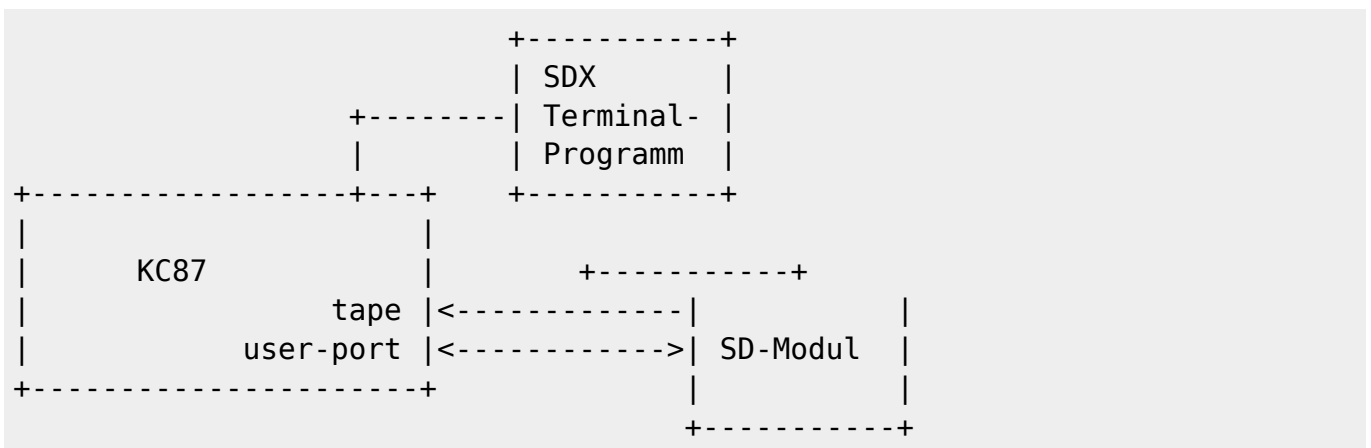 SDX
Terminal-
Programm
KC87
tape
user-port
SD-Modul